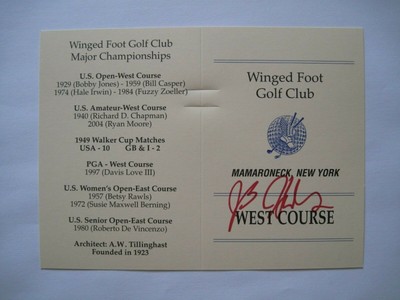 Winged Foot Golf Club
Major Championships
U.S. Open-West Course
1929 (Bobby Jones) - 1959 (Bill Casper)
1974 (Hale Irwin) - 1984 (Fuzzy Zoeller)
U.S. Amateur-West Course
1940 (Richard D. Chapman)
2004 (Ryan Moore)
1949 Walker Cup Matches
USA - 10 GB & I - 2
PGA - West Course
1997 (Davis Love III)
U.S. Women's Open-East Course
1957 (Betsy Rawls)
1972 (Susie Maxwell Berning)
U.S. Senior Open-East Course
1980 (Roberto De Vincenzo)
Architect: A.W. Tillinghast
Founded in 1923
Winged Foot
Golf Club
MAMARONECK, NEW YORK
WEST COURSE